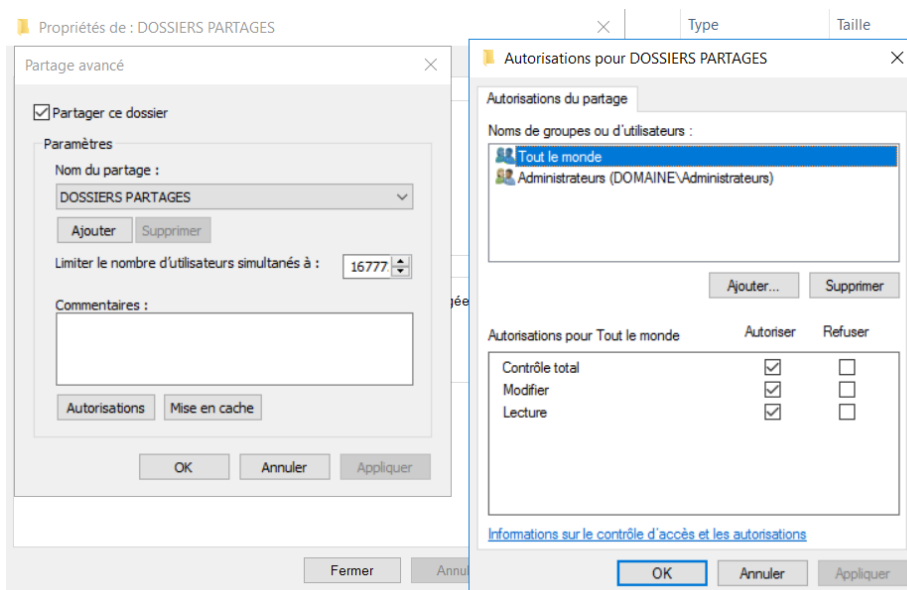 Propriétés de : DOSSIERS PARTAGES
Type
Taille
Partage avancé
Partager ce dossier
Paramètres
Nom du partage :
DOSSIERS PARTAGES
Ajouter
Supprimer
Limiter le nombre d'utilisateurs simultanés à :
16777
Commentaires :
Autorisations
Mise en cache
OK
Annuler
Appliquer
Fermer
Autorisations pour DOSSIERS PARTAGES
Autorisations du partage
Noms de groupes ou d'utilisateurs :
Tout le monde
Administrateurs (DOMAINE\Administrateurs)
Ajouter...
Supprimer
Autorisations pour Tout le monde
Autoriser
Refuser
Contrôle total
Modifier
Lecture
Informations sur le contrôle d'accès et les autorisations
OK
Annuler
Appliquer